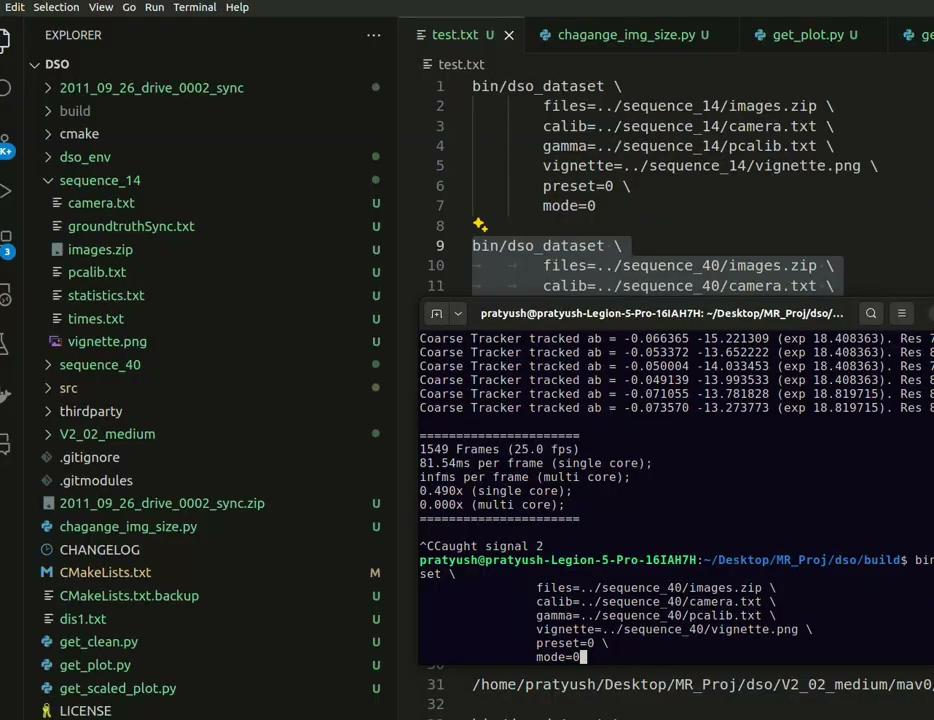 Edit Selection View Go Run Terminal Help
EXPLORER ...
DSO
2011_09_26_drive_0002_sync
build
cmake
dso_env
sequence_14
camera.txt U
groundtruthSync.txt U
images.zip U
pcalib.txt U
statistics.txt U
times.txt U
vignette.png U
sequence_40
src
thirdparty
V2_02_medium
.gitignore
.gitmodules
2011_09_26_drive_0002_sync.zip U
chagange_img_size.py U
CHANGELOG
CMakeLists.txt M
CMakeLists.txt.backup U
dis1.txt U
get_clean.py U
get_plot.py U
get_scaled_plot.py U
LICENSE
K+
3
test.txt U
chagange_img_size.py U
get_plot.py U
ge
test.txt
1 bin/dso_dataset \
2 files=../sequence_14/images.zip \
3 calib=../sequence_14/camera.txt \
4 gamma=../sequence_14/pcalib.txt \
5 vignette=../sequence_14/vignette.png \
6 preset=0 \
7 mode=0
8
9 bin/dso_dataset \
10 files=../sequence_40/images.zip \
11 calib=../sequence_40/camera.txt \
pratyush@pratyush-Legion-5-Pro-16IAH7H: ~/Desktop/MR_Proj/dso/...
Coarse Tracker tracked ab = -0.066365 -15.221309 (exp 18.408363). Res 7
Coarse Tracker tracked ab = -0.053372 -13.652222 (exp 18.408363). Res 8
Coarse Tracker tracked ab = -0.050004 -14.033453 (exp 18.408363). Res 8
Coarse Tracker tracked ab = -0.049139 -13.993533 (exp 18.408363). Res 8
Coarse Tracker tracked ab = -0.071055 -13.781828 (exp 18.819715). Res 8
Coarse Tracker tracked ab = -0.073570 -13.273773 (exp 18.819715). Res 8
======================
1549 Frames (25.0 fps)
81.54ms per frame (single core);
infms per frame (multi core);
0.490x (single core);
0.000x (multi core);
======================
^CCaught signal 2
pratyush@pratyush-Legion-5-Pro-16IAH7H:~/Desktop/MR_Proj/dso/build$ bin
set \
files=../sequence_40/images.zip \
calib=../sequence_40/camera.txt \
gamma=../sequence_40/pcalib.txt \
vignette=../sequence_40/vignette.png \
preset=0 \
mode=0
31 /home/pratyush/Desktop/MR_Proj/dso/V2_02_medium/mav0/
32